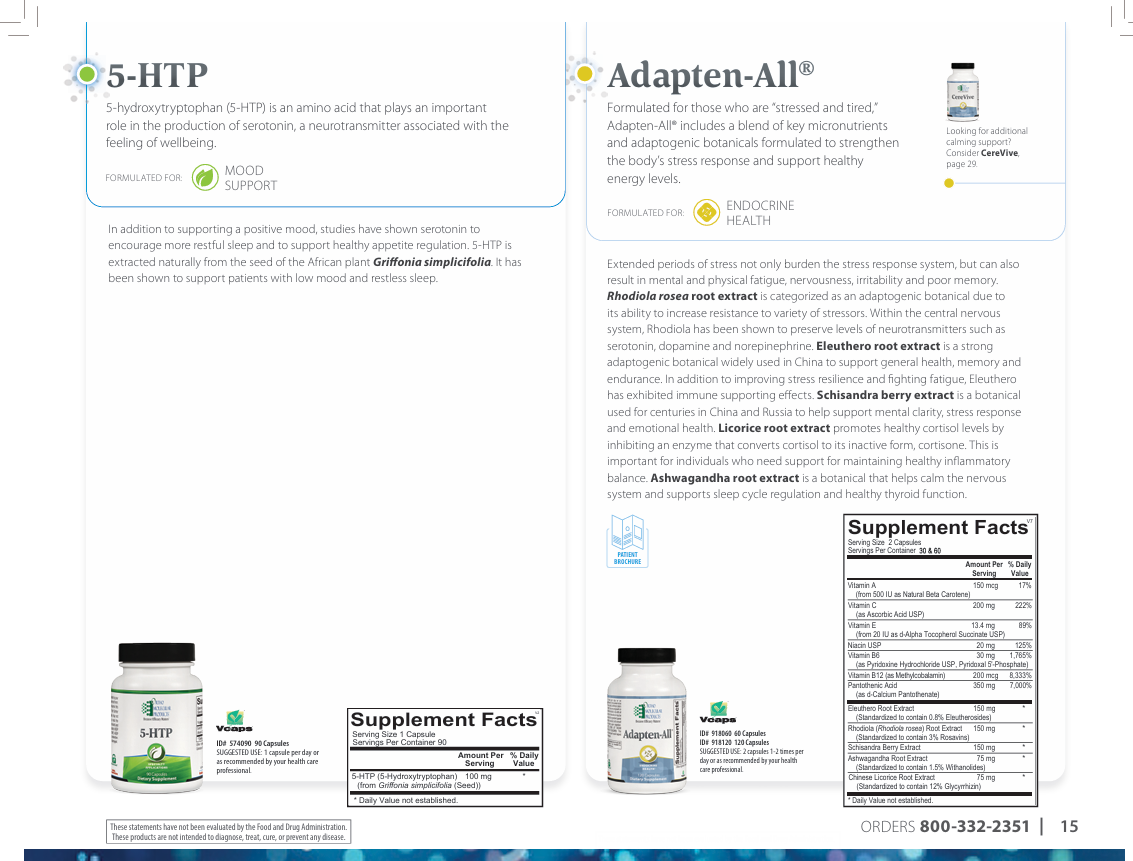 5-HTP
5-hydroxytryptophan (5-HTP) is an amino acid that plays an important
role in the production of serotonin, a neurotransmitter associated with the
feeling of wellbeing.
FORMULATED FOR:
MOOD
SUPPORT
In addition to supporting a positive mood, studies have shown serotonin to
encourage more restful sleep and to support healthy appetite regulation. 5-HTP is
extracted naturally from the seed of the African plant Griffonia simplicifolia. It has
been shown to support patients with low mood and restless sleep.
5-HTP
Vcaps
ID# 574090 90 Capsules
SUGGESTED USE: 1 capsule per day or
as recommended by your health care
professional.
Supplement Facts
Serving Size 1 Capsule
Servings Per Container 90
Amount Per Serving % Daily Value
5-HTP (5-Hydroxytryptophan) 100 mg *
(from Griffonia simplicifolia (Seed))
* Daily Value not established.
These statements have not been evaluated by the Food and Drug Administration.
These products are not intended to diagnose, treat, cure, or prevent any disease.
Adapten-All®
Formulated for those who are “stressed and tired,”
Adapten-All® includes a blend of key micronutrients
and adaptogenic botanicals formulated to strengthen
the body’s stress response and support healthy
energy levels.
FORMULATED FOR:
ENDOCRINE
HEALTH
CereVive
Looking for additional
calming support?
Consider CereVive,
page 29.
Extended periods of stress not only burden the stress response system, but can also
result in mental and physical fatigue, nervousness, irritability and poor memory.
Rhodiola rosea root extract is categorized as an adaptogenic botanical due to
its ability to increase resistance to variety of stressors. Within the central nervous
system, Rhodiola has been shown to preserve levels of neurotransmitters such as
serotonin, dopamine and norepinephrine. Eleuthero root extract is a strong
adaptogenic botanical widely used in China to support general health, memory and
endurance. In addition to improving stress resilience and fighting fatigue, Eleuthero
has exhibited immune supporting effects. Schisandra berry extract is a botanical
used for centuries in China and Russia to help support mental clarity, stress response
and emotional health. Licorice root extract promotes healthy cortisol levels by
inhibiting an enzyme that converts cortisol to its inactive form, cortisone. This is
important for individuals who need support for maintaining healthy inflammatory
balance. Ashwagandha root extract is a botanical that helps calm the nervous
system and supports sleep cycle regulation and healthy thyroid function.
PATIENT
BROCHURE
Adapten-All
Supplement Facts
Vcaps
ID# 918060 60 Capsules
ID# 918120 120 Capsules
SUGGESTED USE: 2 capsules 1-2 times per
day or as recommended by your health
care professional.
Supplement Facts
V7
Serving Size 2 Capsules
Servings Per Container 30 & 60
Amount Per Serving % Daily Value
Vitamin A 150 mcg 17%
(from 500 IU as Natural Beta Carotene)
Vitamin C 200 mg 222%
(as Ascorbic Acid USP)
Vitamin E 13.4 mg 89%
(from 20 IU as d-Alpha Tocopherol Succinate USP)
Niacin USP 20 mg 125%
Vitamin B6 30 mg 1,765%
(as Pyridoxine Hydrochloride USP, Pyridoxal 5'-Phosphate)
Vitamin B12 (as Methylcobalamin) 200 mcg 8,333%
Pantothenic Acid 350 mg 7,000%
(as d-Calcium Pantothenate)
Eleuthero Root Extract 150 mg *
(Standardized to contain 0.8% Eleutherosides)
Rhodiola (Rhodiola rosea) Root Extract 150 mg *
(Standardized to contain 3% Rosavins)
Schisandra Berry Extract 150 mg *
Ashwagandha Root Extract 75 mg *
(Standardized to contain 1.5% Withanolides)
Chinese Licorice Root Extract 75 mg *
(Standardized to contain 12% Glycyrrhizin)
* Daily Value not established.
ORDERS 800-332-2351 | 15